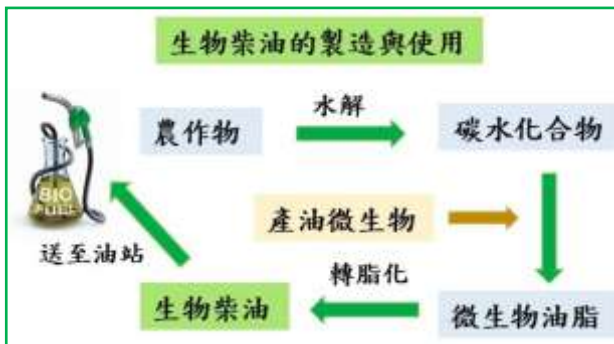 生物柴油的製造與使用
農作物
水解
碳水化合物
產油微生物
送至油站
轉脂化
生物柴油
微生物油脂
BIO
FUEL